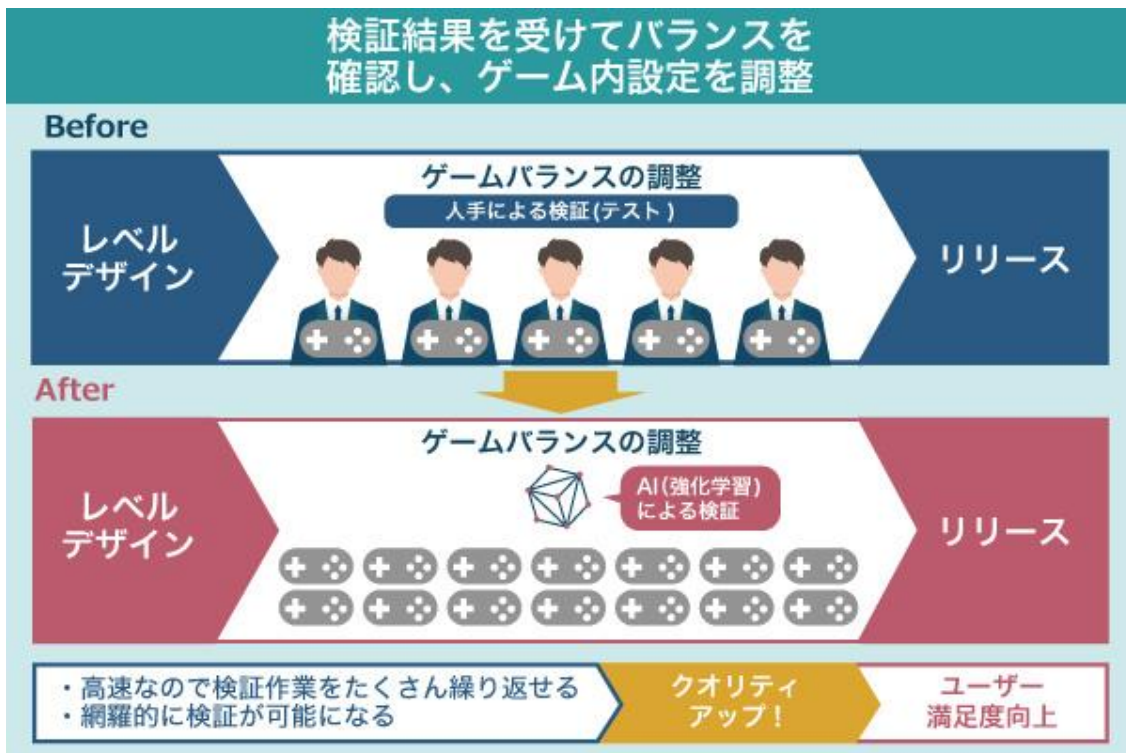 検証結果を受けてバランスを
確認し、ゲーム内設定を調整
Before
レベル
デザイン
ゲームバランスの調整
人手による検証(テスト)
リリース
After
レベル
デザイン
ゲームバランスの調整
AI(強化学習)
による検証
リリース
・高速なので検証作業をたくさん繰り返せる
・網羅的に検証が可能になる
クオリティ
アップ！
ユーザー
満足度向上